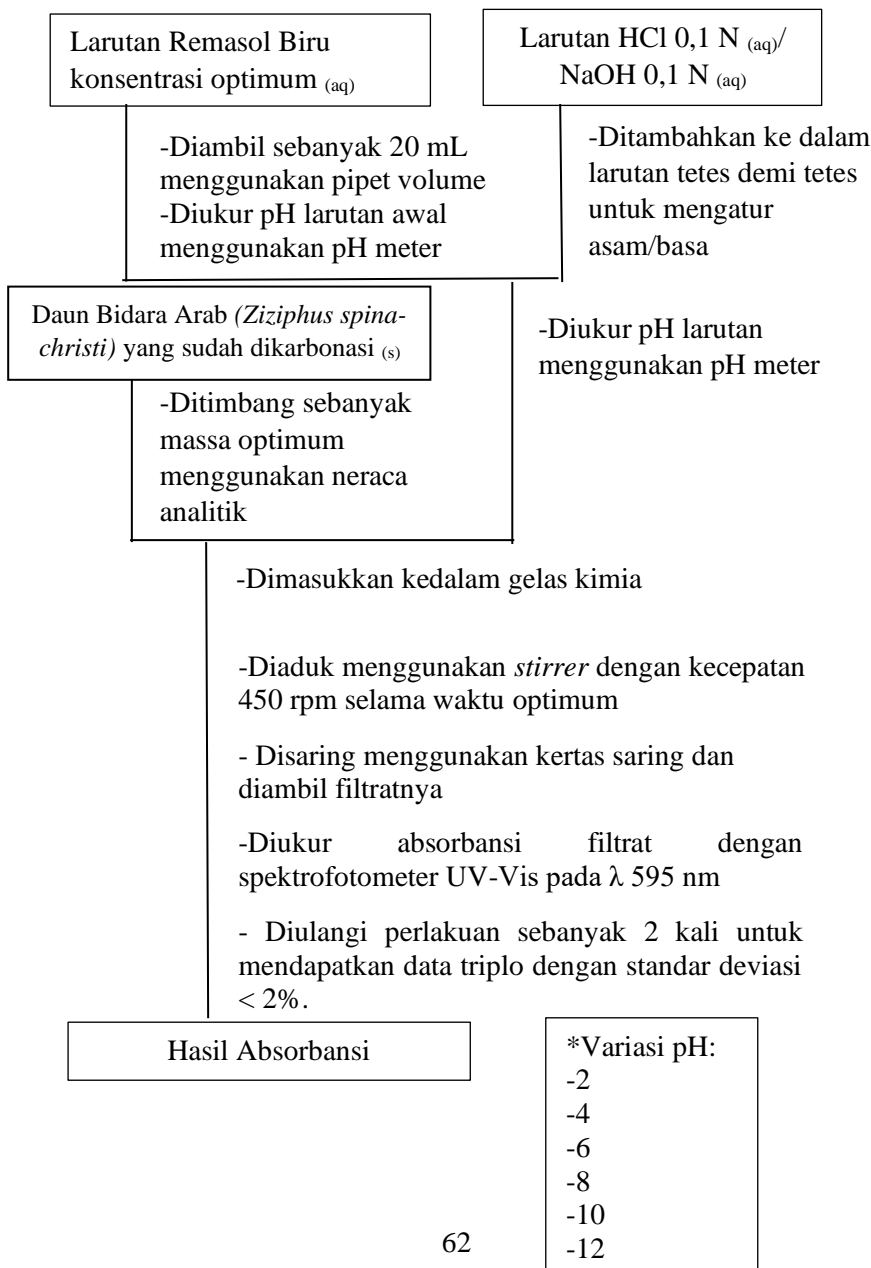 Larutan Remasol Biru
konsentrasi optimum (aq)
Larutan HCl 0,1 N (aq)/
NaOH 0,1 N (aq)
-Diambil sebanyak 20 mL
menggunakan pipet volume
-Diukur pH larutan awal
menggunakan pH meter
-Ditambahkan ke dalam
larutan tetes demi tetes
untuk mengatur
asam/basa
Daun Bidara Arab (Ziziphus spina-
christi) yang sudah dikarbonasi (s)
-Diukur pH larutan
menggunakan pH meter
-Ditimbang sebanyak
massa optimum
menggunakan neraca
analitik
-Dimasukkan kedalam gelas kimia
-Diaduk menggunakan stirrer dengan kecepatan
450 rpm selama waktu optimum
- Disaring menggunakan kertas saring dan
diambil filtratnya
-Diukur absorbansi filtrat dengan
spektrofotometer UV-Vis pada λ 595 nm
- Diulangi perlakuan sebanyak 2 kali untuk
mendapatkan data triplo dengan standar deviasi
< 2%.
Hasil Absorbansi
*Variasi pH:
-2
-4
-6
-8
-10
-12
62